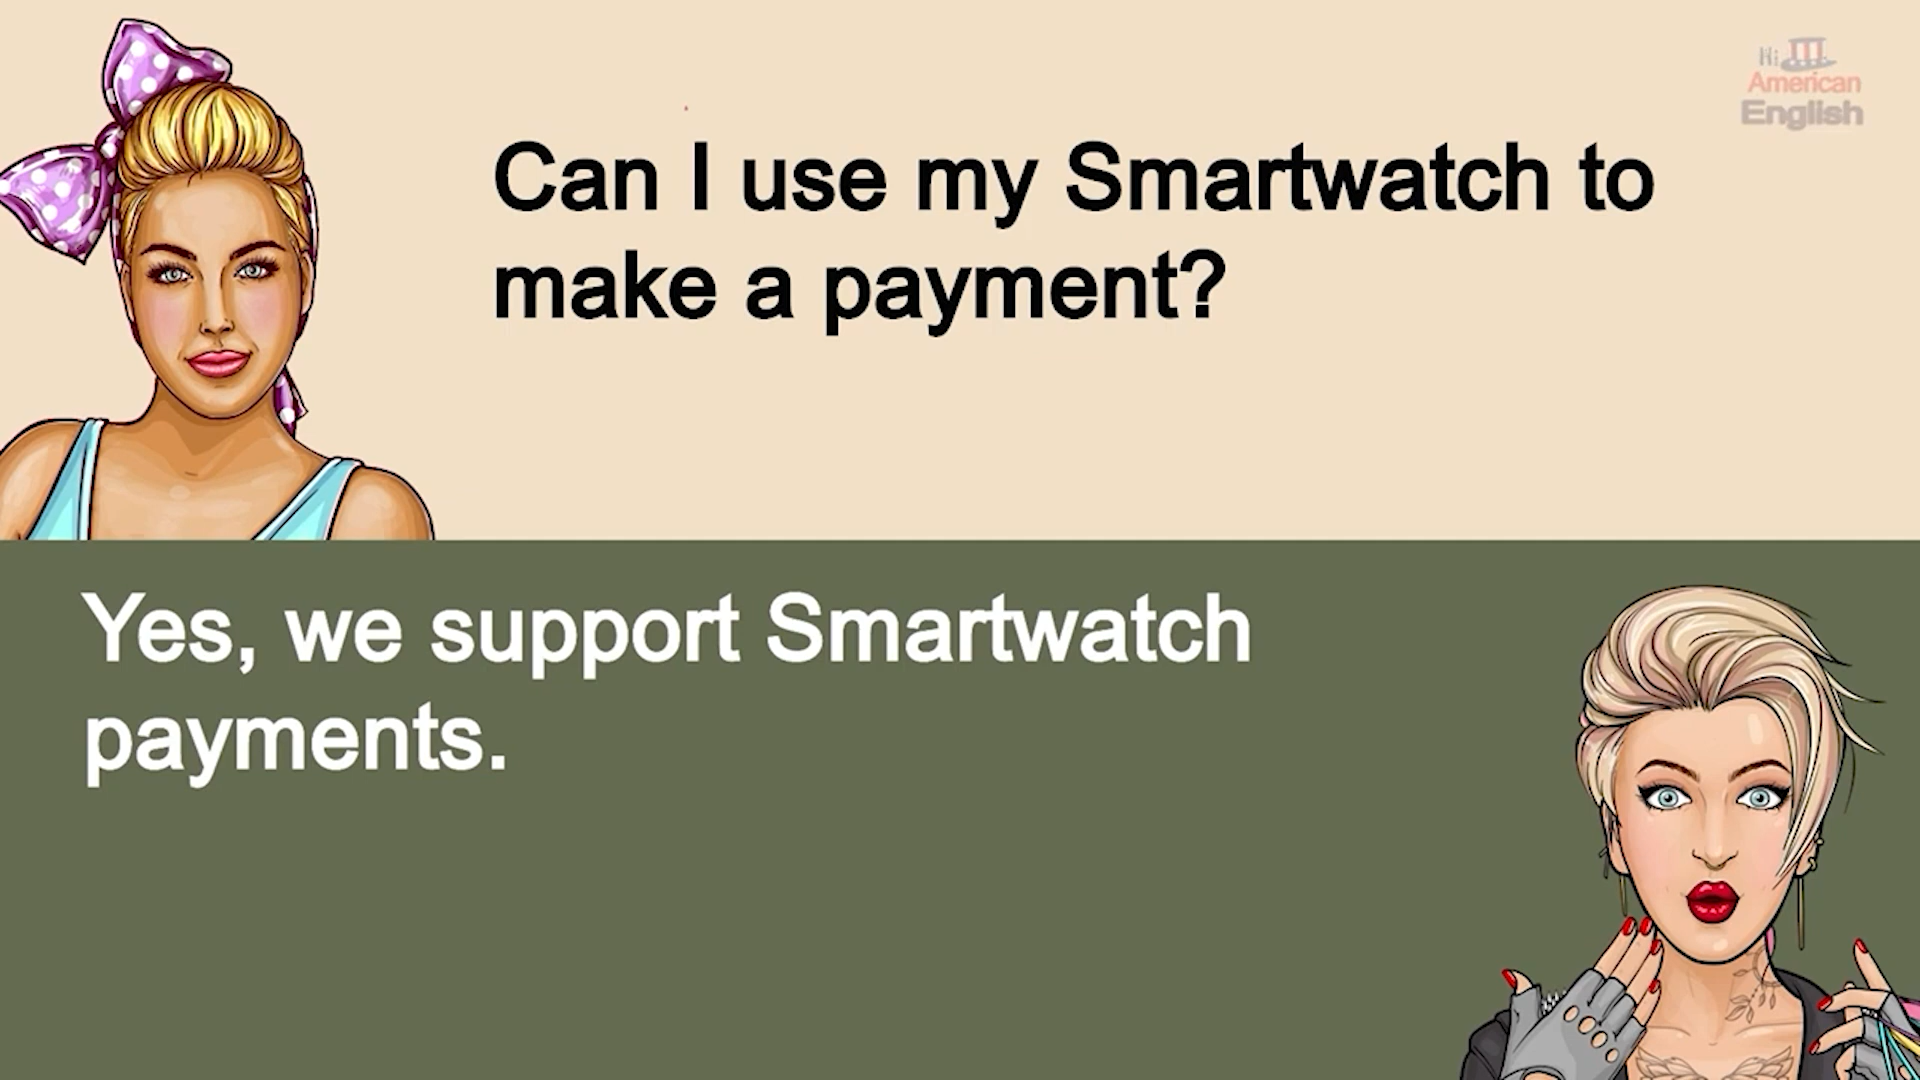 Hi
American
English
Can I use my Smartwatch to
make a payment?
Yes, we support Smartwatch
payments.